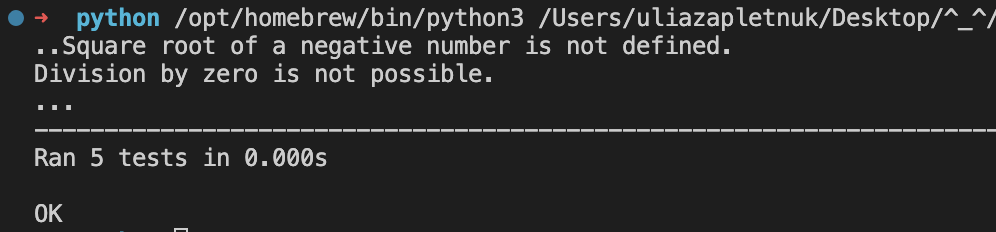 ➜ python /opt/homebrew/bin/python3 /Users/uliazapletnuk/Desktop/^_^/
..Square root of a negative number is not defined.
Division by zero is not possible.
...
----------------------------------------------------------------------
Ran 5 tests in 0.000s
OK